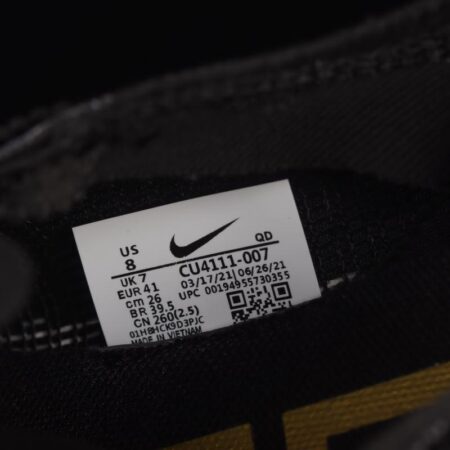 US
8
UK 7
EUR 41
cm 26
BR 39.5
CN 260(2.5)
01H8HCK9D3PJC
MADE IN VIETNAM
QD
CU4111-007
03/17/21 | 06/26/21
UPC 00194955730355